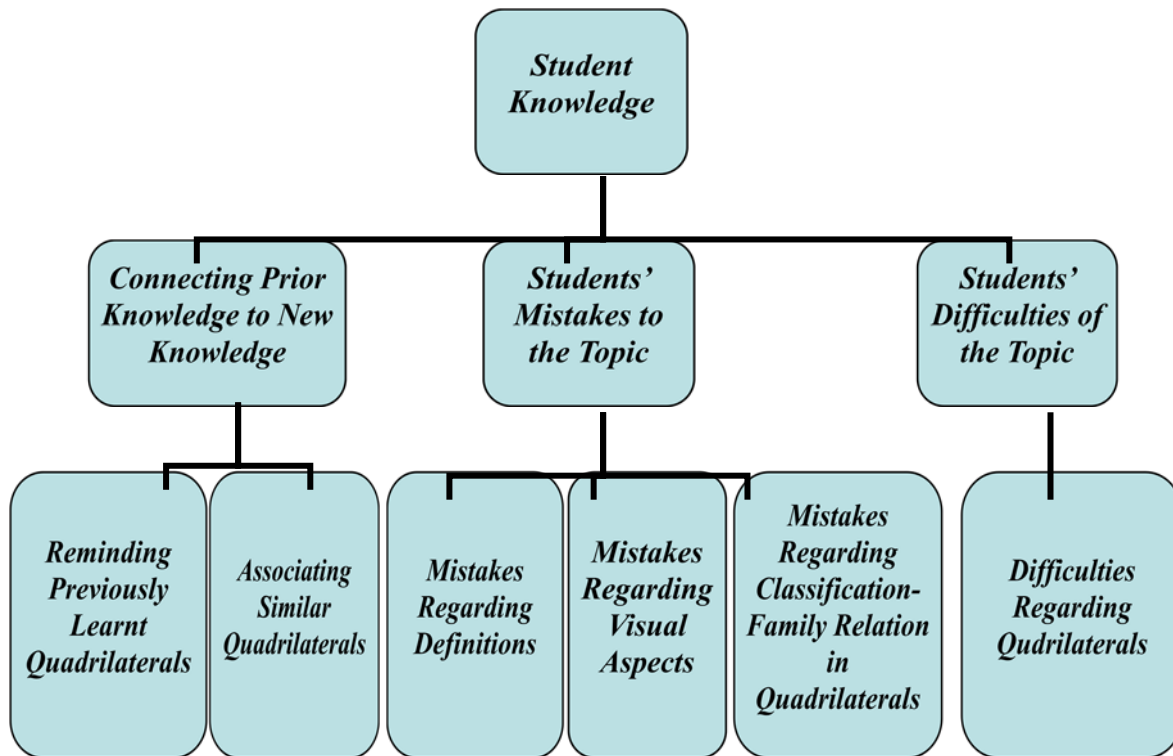 Student
Knowledge
Connecting Prior
Knowledge to New
Knowledge
Students’
Mistakes to
the Topic
Students’
Difficulties of
the Topic
Reminding
Previously
Learnt
Quadrilaterals
Associating
Similar
Quadrilaterals
Mistakes
Regarding
Definitions
Mistakes
Regarding
Visual
Aspects
Mistakes
Regarding
Classification-
Family Relation
in
Quadrilaterals
Difficulties
Regarding
Qudrilaterals